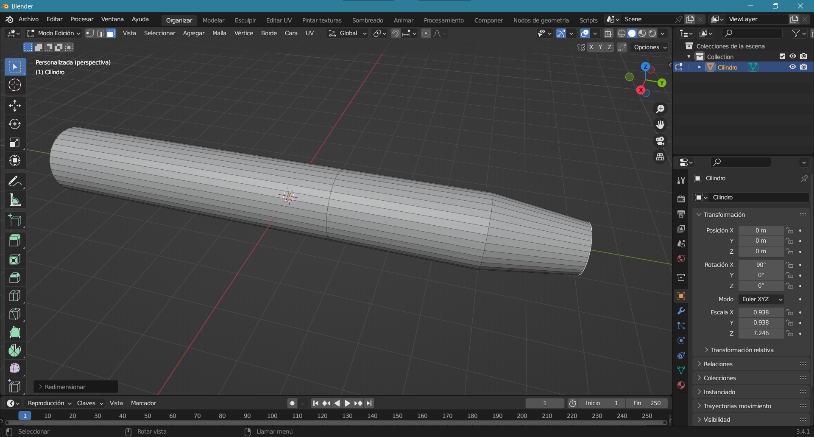 Blender
Archivo Editar Procesar Ventana Ayuda Organizar Modelar Esculpir Editar UV Pintar texturas Sombreado Animar Procesamiento Componer Nodos de geometría Scripts Scene ViewLayer
Modo Edición Vista Seleccionar Agregar Malla Vértice Borde Cara UV Global
X Y Z Opciones
Personalizada (perspectiva)
(1) Cilindro
Z
Y
X
Colecciones de la escena
Collection
Cilindro
Cilindro
Cilindro
Transformación
Posición X 0 m
Y 0 m
Z 0 m
Rotación X 90°
Y 0°
Z 0°
Modo Euler XYZ
Escala X 0.938
Y 0.938
Z 7.246
Transformación relativa
Relaciones
Colecciones
Instanciado
Trayectorias movimiento
Visibilidad
Redimensionar
Reproducción Claves Vista Marcador 1 Inicio 1 Fin 250
1 10 20 30 40 50 60 70 80 90 100 110 120 130 140 150 160 170 180 190 200 210 220 230 240 250
Seleccionar Rotar vista Llamar menú 3.4.1